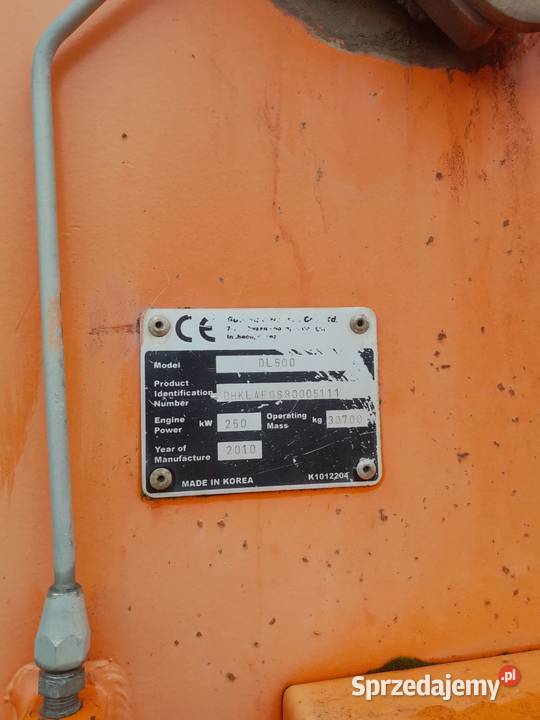 CE
Model DL500
Product
Identification
Number
Engine Power kW 250 Operating Mass kg 30700
Year of
Manufacture 2010
MADE IN KOREA K1012204
Sprzedajemy.pl